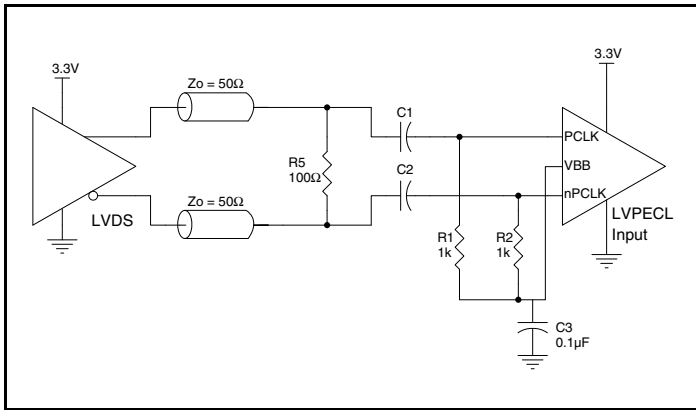 3.3V
3.3V
Zo = 50Ω
C1
PCLK
R5
100Ω
VBB
C2
nPCLK
Zo = 50Ω
LVDS
LVPECL
Input
R1
1k
R2
1k
C3
0.1µF